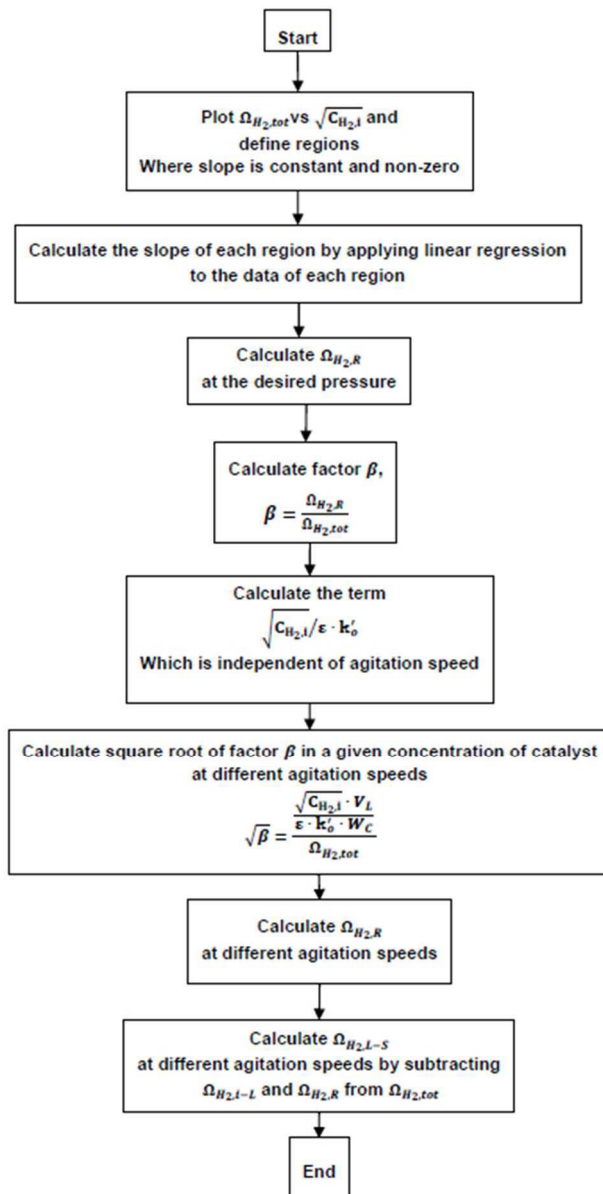 Start
Plot Ω_{H₂,tot} vs √C_{H₂,i} and
define regions
Where slope is constant and non-zero
Calculate the slope of each region by applying linear regression
to the data of each region
Calculate Ω_{H₂,R}
at the desired pressure
Calculate factor β,
β = Ω_{H₂,R} / Ω_{H₂,tot}
Calculate the term
√C_{H₂,i}/ε · k′_o
Which is independent of agitation speed
Calculate square root of factor β in a given concentration of catalyst
at different agitation speeds
√β = ((√C_{H₂,i} · V_L) / (ε · k′_o · W_C)) / Ω_{H₂,tot}
Calculate Ω_{H₂,R}
at different agitation speeds
Calculate Ω_{H₂,L−S}
at different agitation speeds by subtracting
Ω_{H₂,i−L} and Ω_{H₂,R} from Ω_{H₂,tot}
End